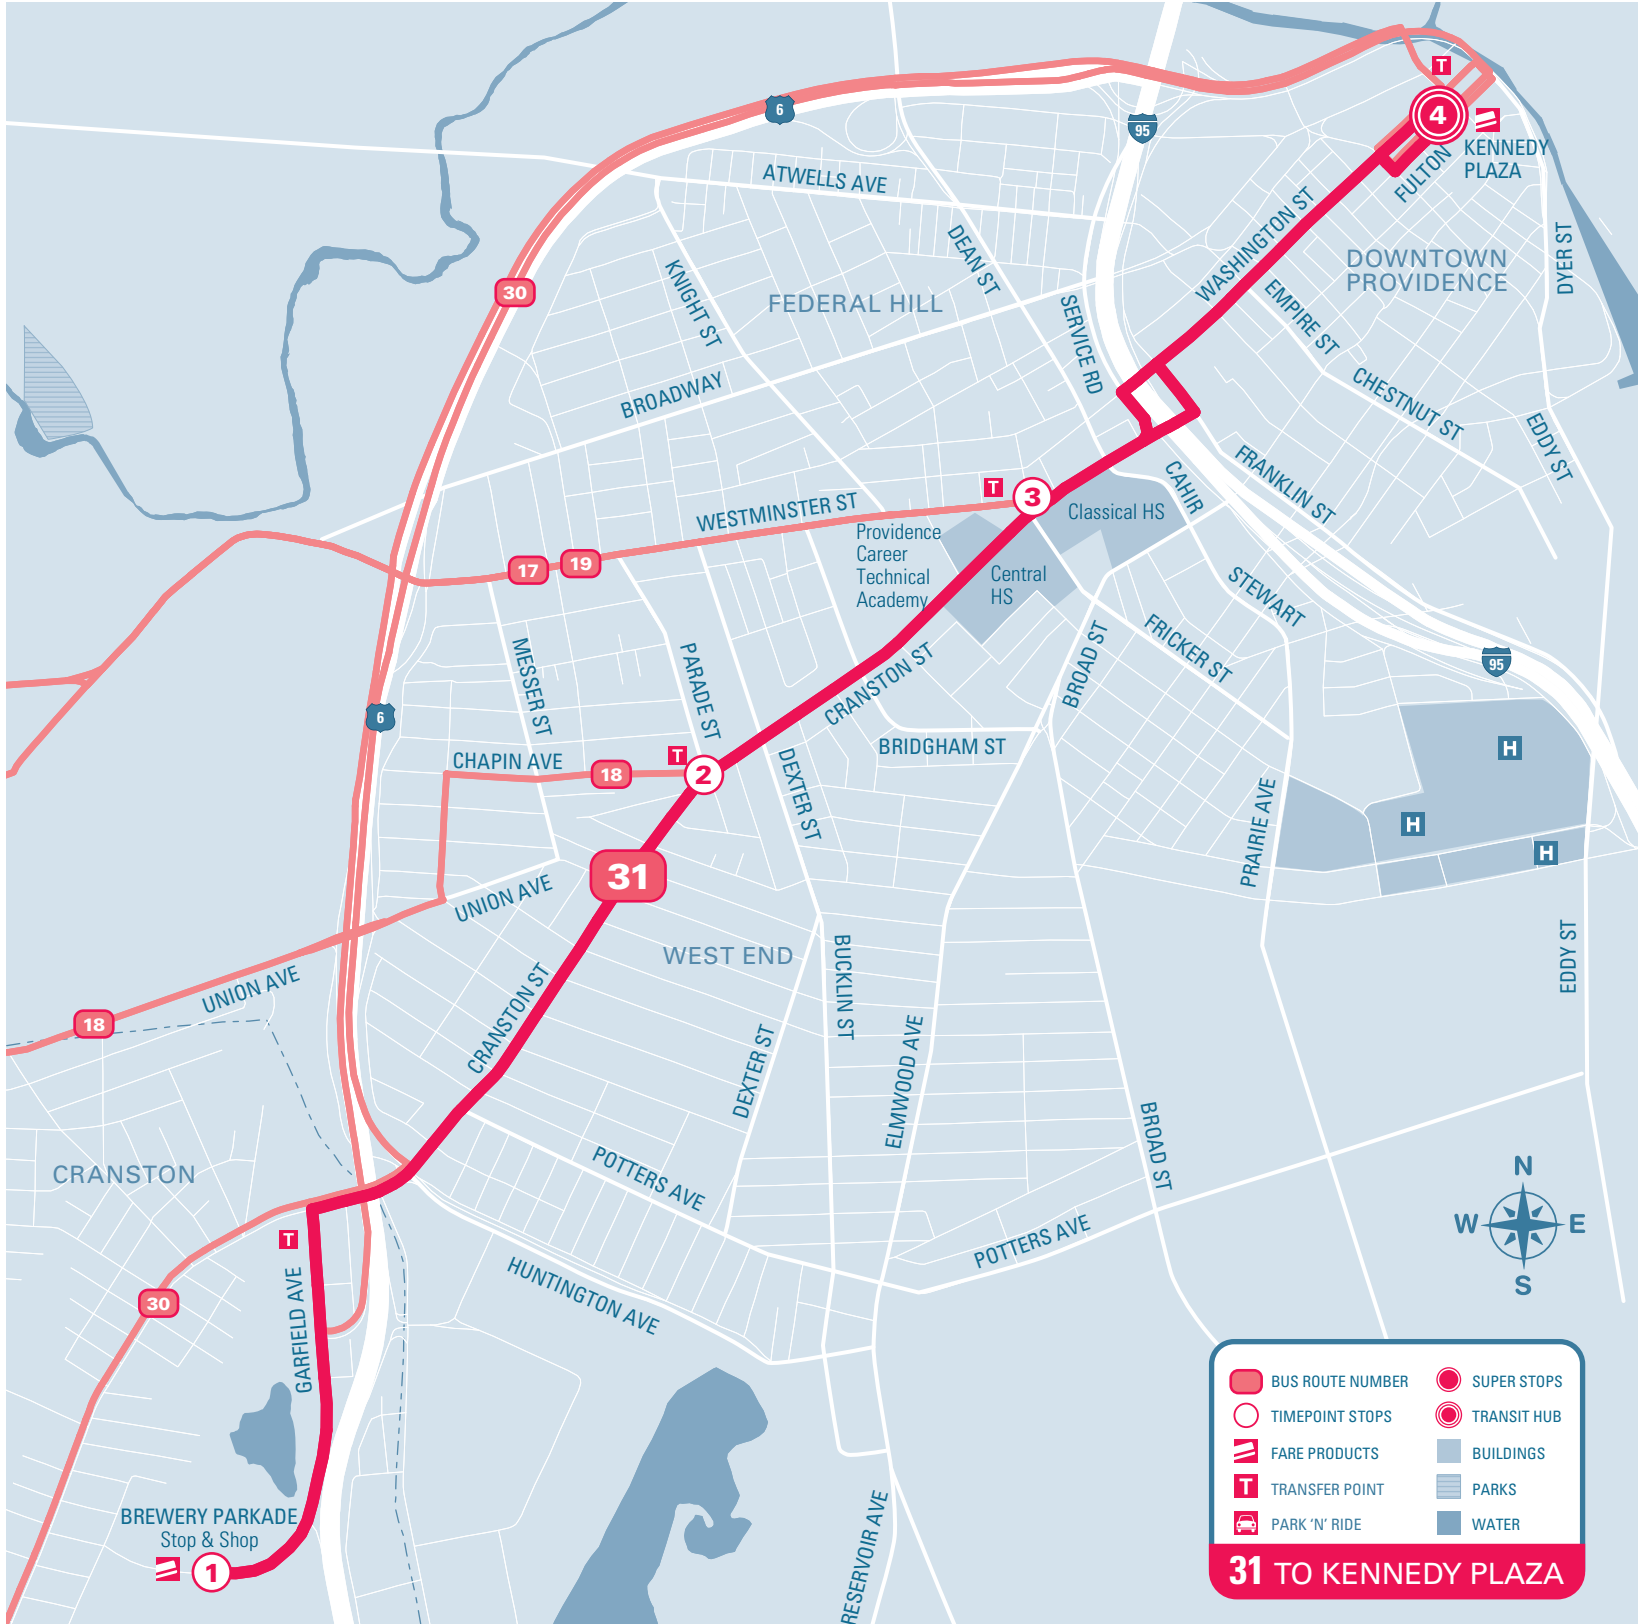 6
95
T
4
KENNEDY
PLAZA
FULTON
ATWELLS AVE
WASHINGTON ST
DEAN ST
DYER ST
DOWNTOWN
PROVIDENCE
KNIGHT ST
30
FEDERAL HILL
EMPIRE ST
SERVICE RD
BROADWAY
CHESTNUT ST
EDDY ST
FRANKLIN ST
CAHIR
T
3
WESTMINSTER ST
Classical HS
Providence
Career
Technical
Academy
Central
HS
17
19
STEWART
FRICKER ST
BROAD ST
95
MESSER ST
PARADE ST
CRANSTON ST
6
BRIDGHAM ST
H
CHAPIN AVE
T
18
2
DEXTER ST
PRAIRIE AVE
H
H
31
UNION AVE
WEST END
BUCKLIN ST
EDDY ST
UNION AVE
18
CRANSTON ST
DEXTER ST
ELMWOOD AVE
BROAD ST
CRANSTON
POTTERS AVE
N
W
E
S
T
POTTERS AVE
HUNTINGTON AVE
30
GARFIELD AVE
BREWERY PARKADE
Stop & Shop
1
RESERVOIR AVE
BUS ROUTE NUMBER
SUPER STOPS
TIMEPOINT STOPS
TRANSIT HUB
FARE PRODUCTS
BUILDINGS
T
TRANSFER POINT
PARKS
PARK ‘N’ RIDE
WATER
31 TO KENNEDY PLAZA